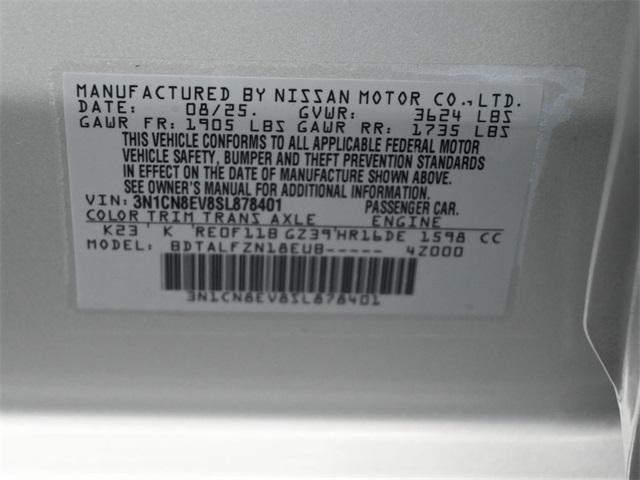 MANUFACTURED BY NISSAN MOTOR CO.,LTD.
DATE: 08/25. GVWR: 3624 LBS
GAWR FR: 1905 LBS GAWR RR: 1735 LBS
THIS VEHICLE CONFORMS TO ALL APPLICABLE FEDERAL MOTOR
VEHICLE SAFETY, BUMPER AND THEFT PREVENTION STANDARDS
IN EFFECT ON THE DATE OF MANUFACTURE SHOWN ABOVE.
SEE OWNER'S MANUAL FOR ADDITIONAL INFORMATION.
VIN: 3N1CN8EV8SL878401 PASSENGER CAR.
COLOR TRIM TRANS AXLE ENGINE
K23 ' K 'RE0F11B GZ39'HR16DE 1598 CC
MODEL: BDTALFZN18EUB----- 4Z000
3N1CN8EV8SL878401